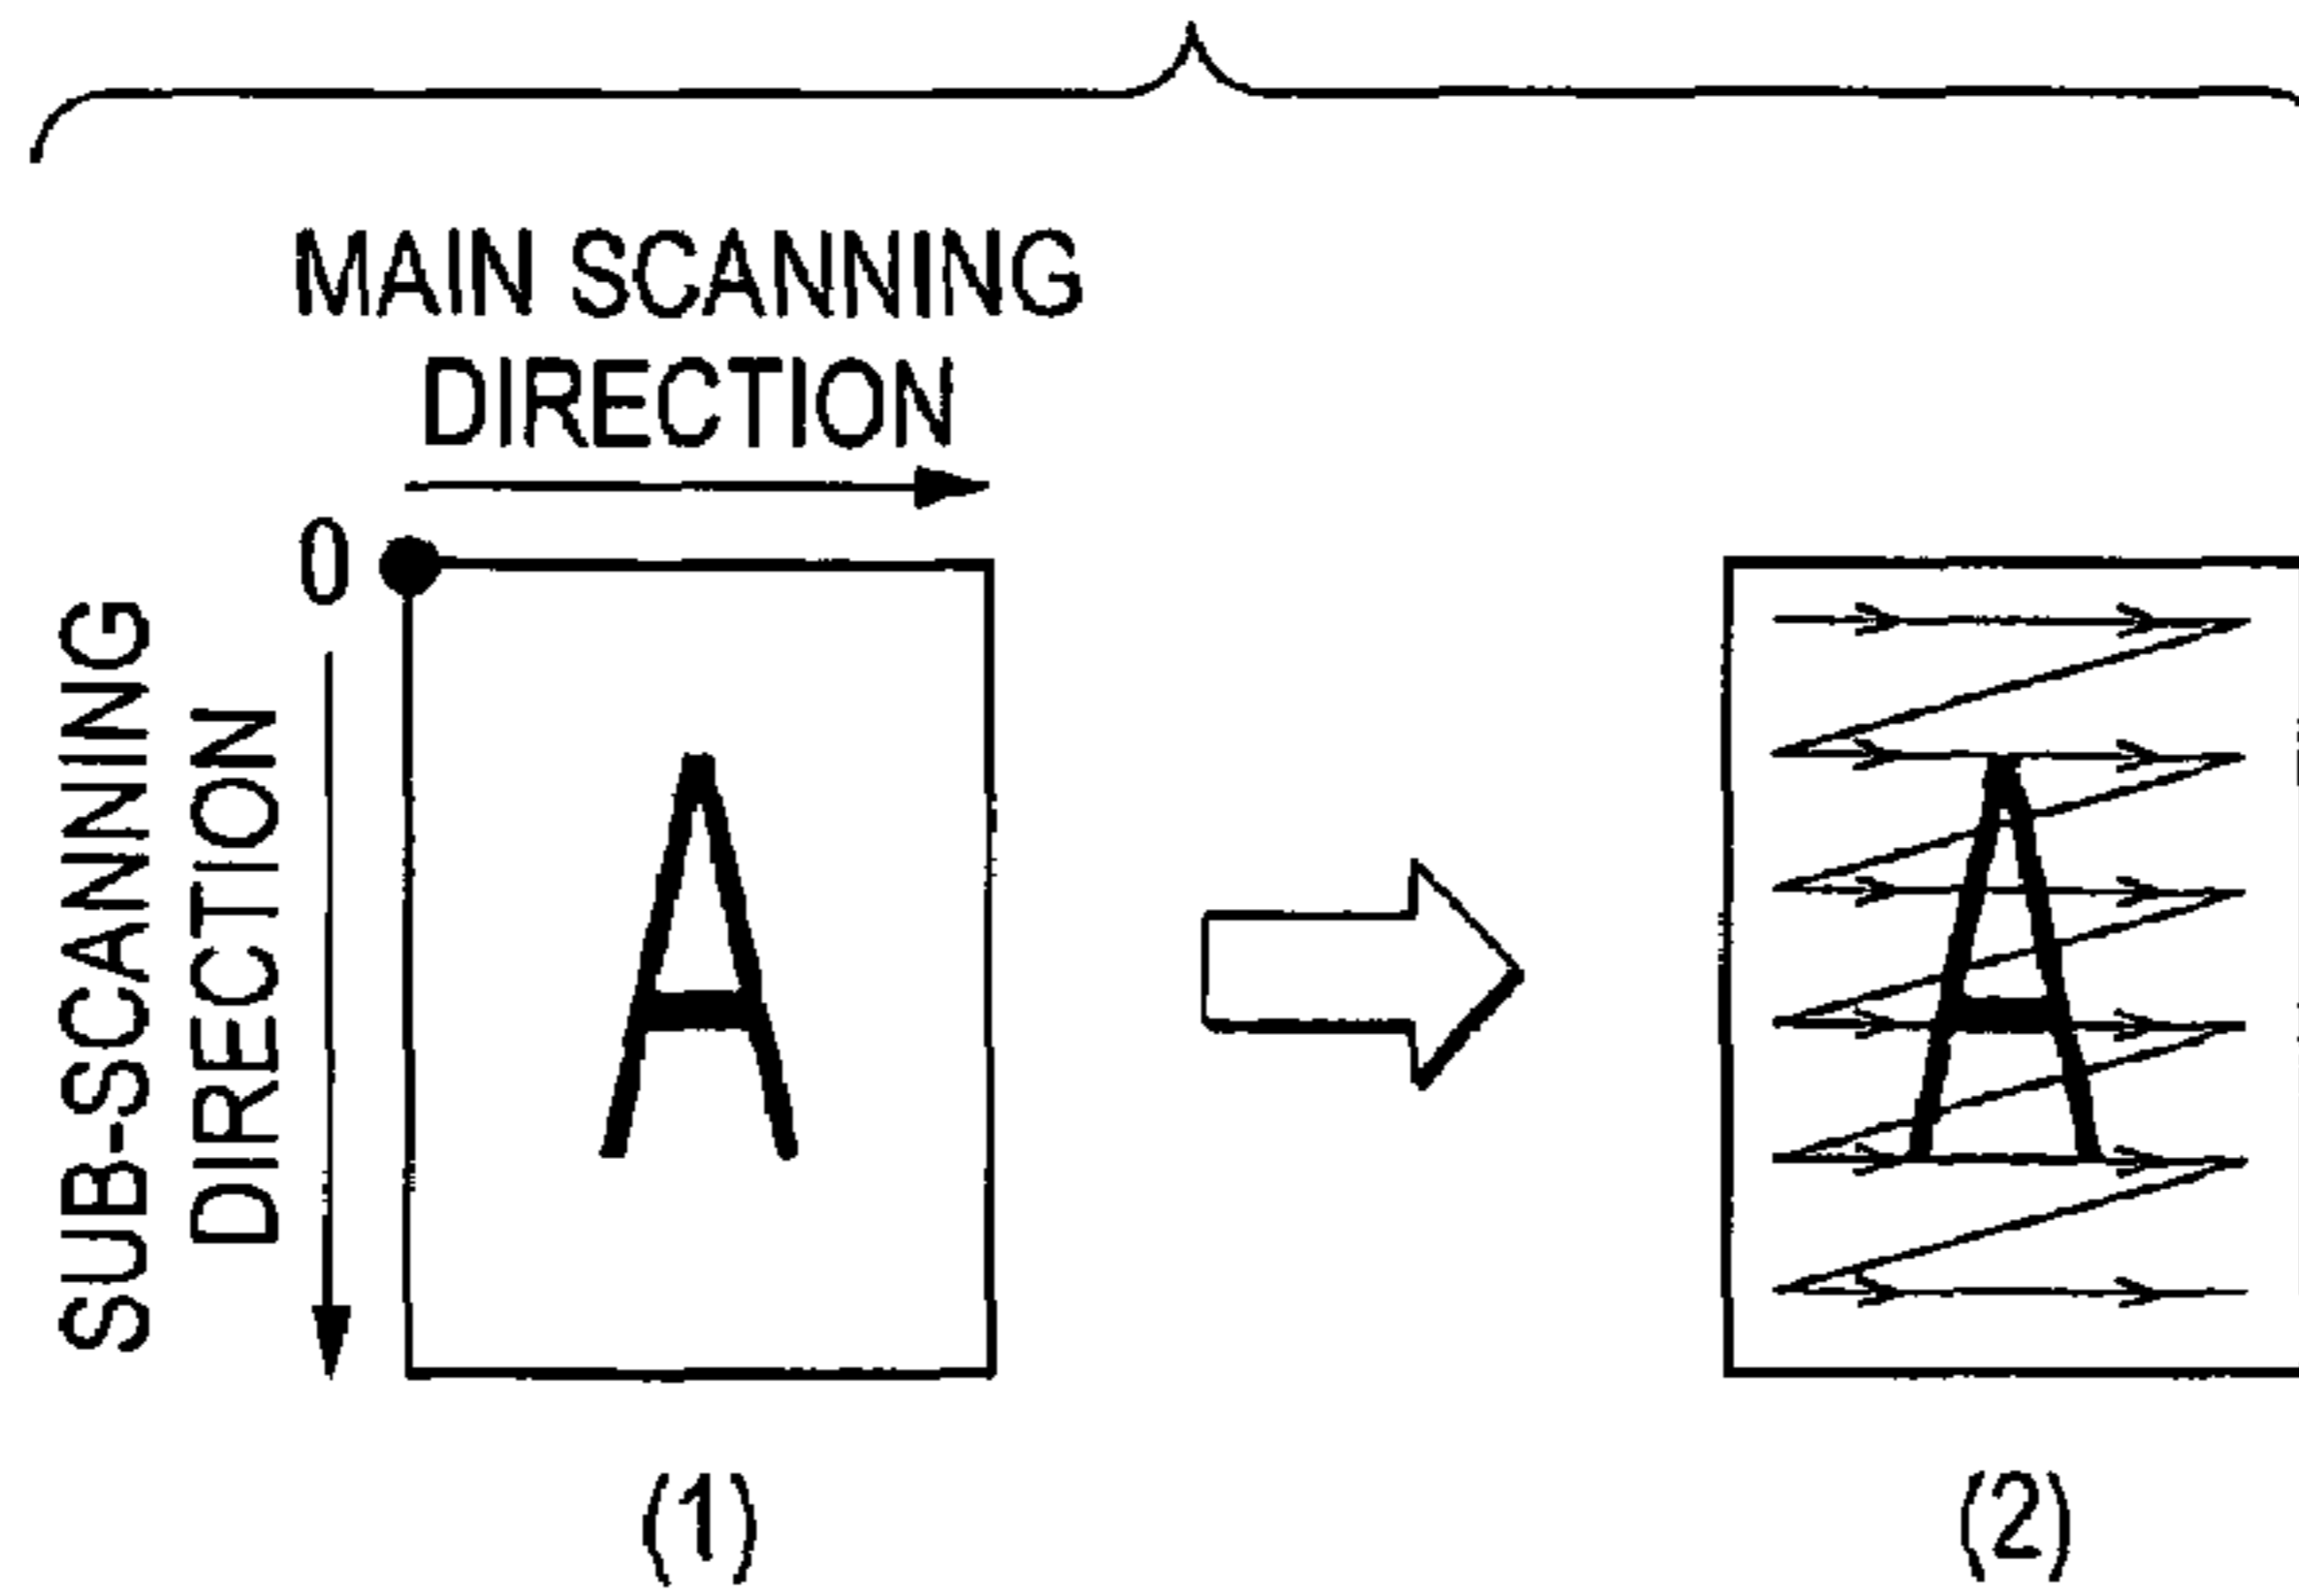 MAIN SCANNING
DIRECTION
0
SUB-SCANNING
DIRECTION
A
A
(1)
(2)